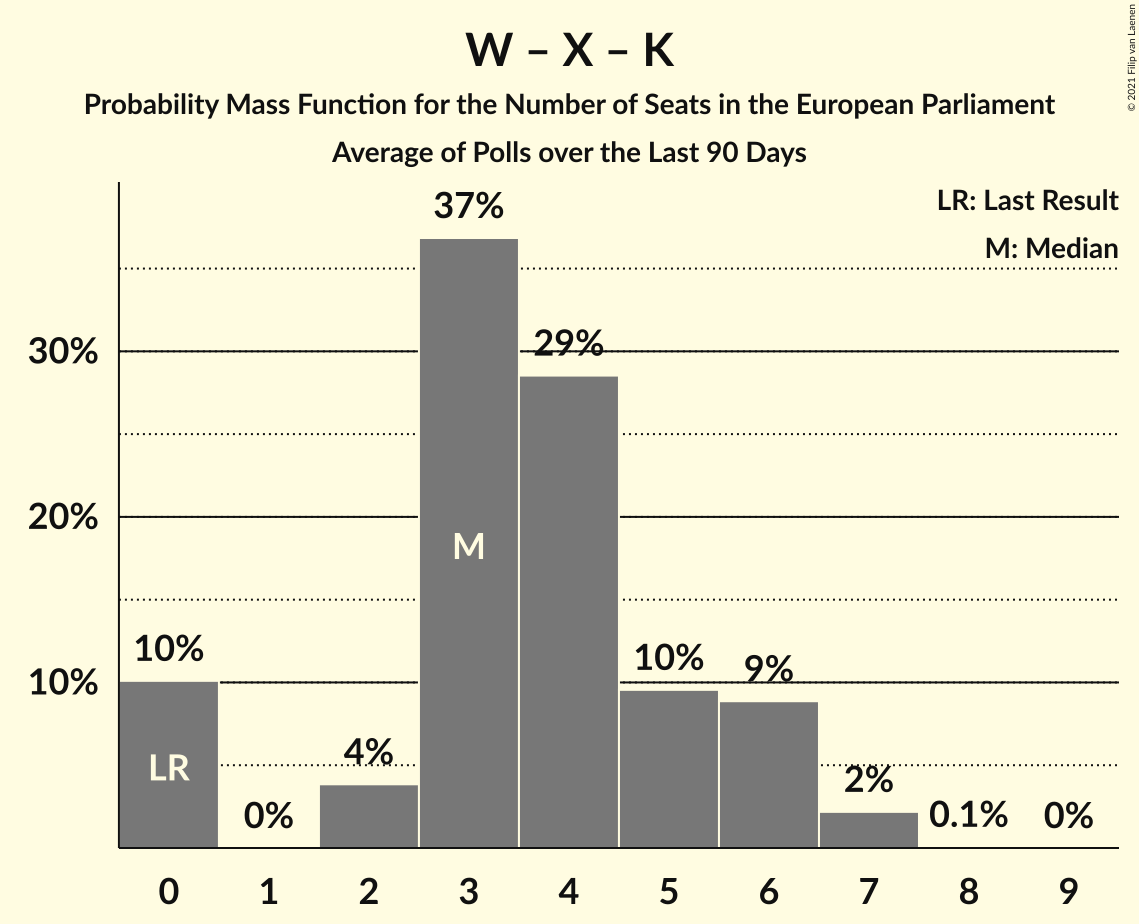 W – X – K
Probability Mass Function for the Number of Seats in the European Parliament
Average of Polls over the Last 90 Days
© 2021 Filip van Laenen
LR: Last Result
M: Median
37%
29%
30%
20%
M
10%
10%
10%
9%
LR
4%
0%
2%
0.1%
0%
0 1 2 3 4 5 6 7 8 9